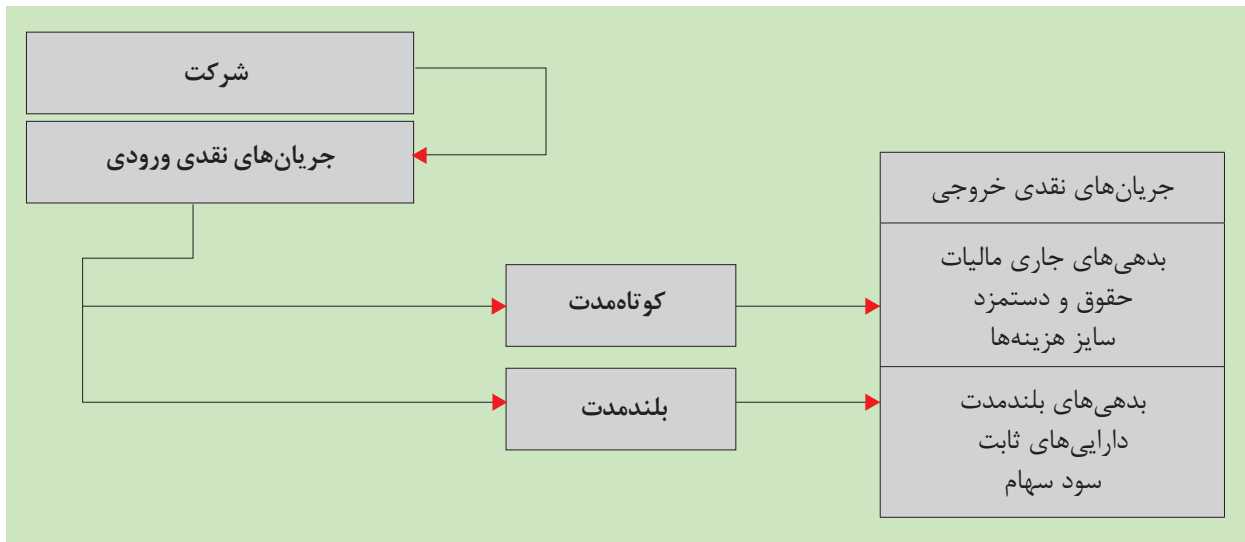 شرکت
جریان‌های نقدی ورودی
جریان‌های نقدی خروجی
بدهی‌های جاری مالیات
حقوق و دستمزد
سایز هزینه‌ها
کوتاه‌مدت
بلندمدت
بدهی‌های بلندمدت
دارایی‌های ثابت
سود سهام